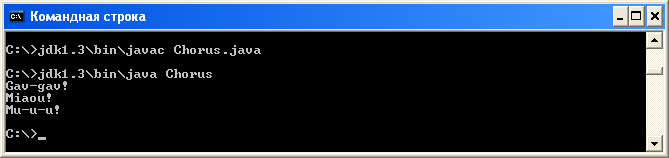 Командная строка
C:\>jdk1.3\bin\javac Chorus.java
C:\>jdk1.3\bin\java Chorus
Gav-gav!
Miaou!
Mu-u-u!
C:\>_